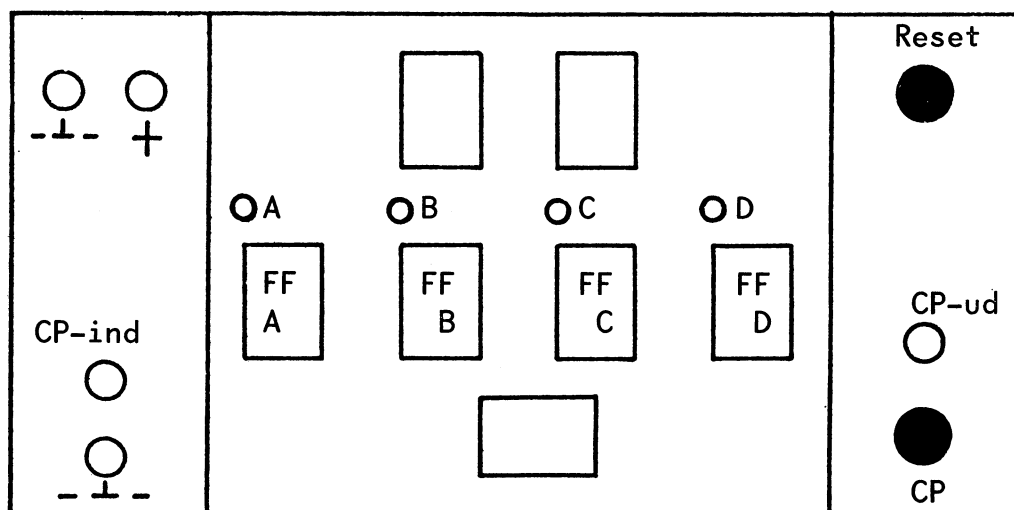 Reset
+
A
B
C
D
FF A
FF B
FF C
FF D
CP-ind
CP-ud
CP